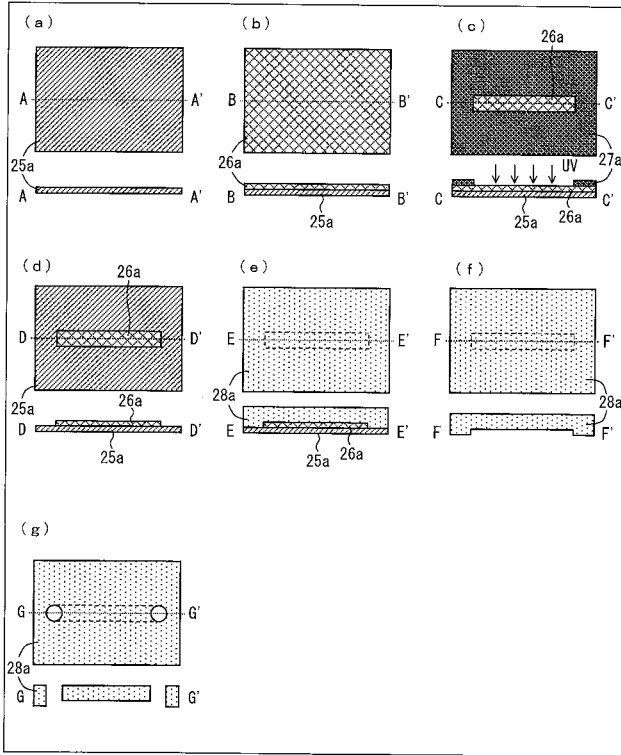 (a)
(b)
(c)
26a
A A'
B B'
C C'
25a
26a
27a
UV
A A'
B B'
C C'
25a
25a
26a
(d)
(e)
(f)
26a
D D'
E E'
F F'
25a
28a
28a
26a
D D'
E E'
F F'
25a
25a
26a
(g)
G G'
28a
G G'